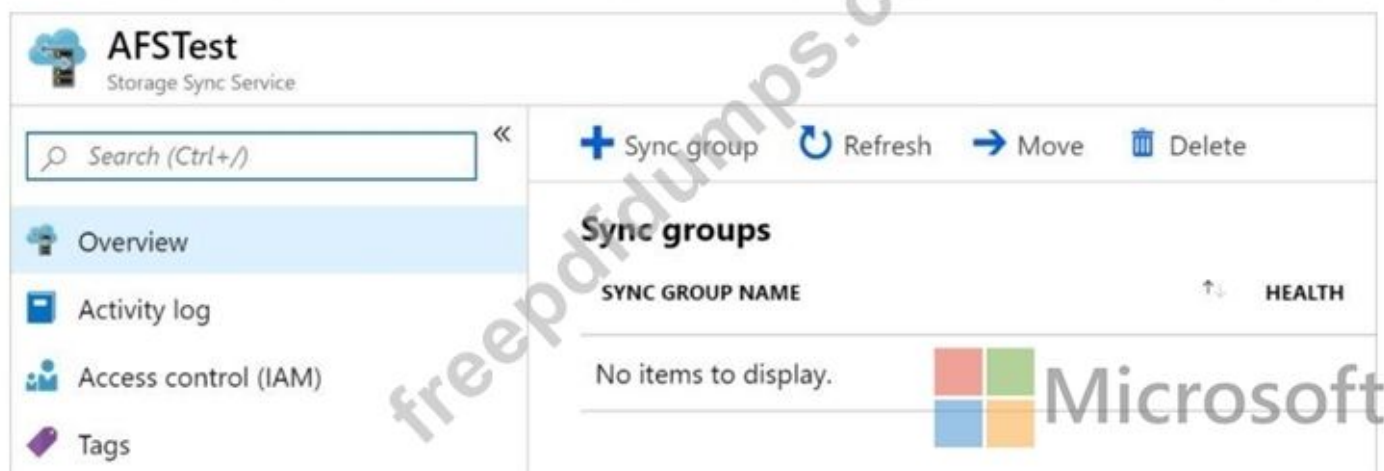 AFSTest
Storage Sync Service
Search (Ctrl+/)
«
Sync group Refresh Move Delete
Overview
Activity log
Access control (IAM)
Tags
Sync groups
SYNC GROUP NAME HEALTH
No items to display.
Microsoft
freepdfdumps.